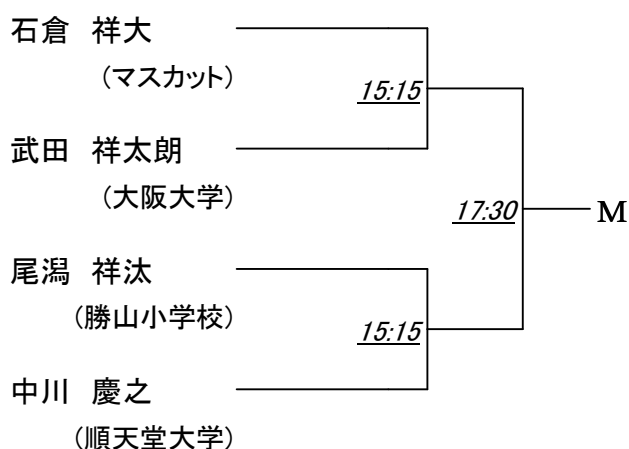 石倉 祥大
(マスカット)
15:15
武田 祥太朗
(大阪大学)
17:30
M
尾潟 祥汰
(勝山小学校)
15:15
中川 慶之
(順天堂大学)